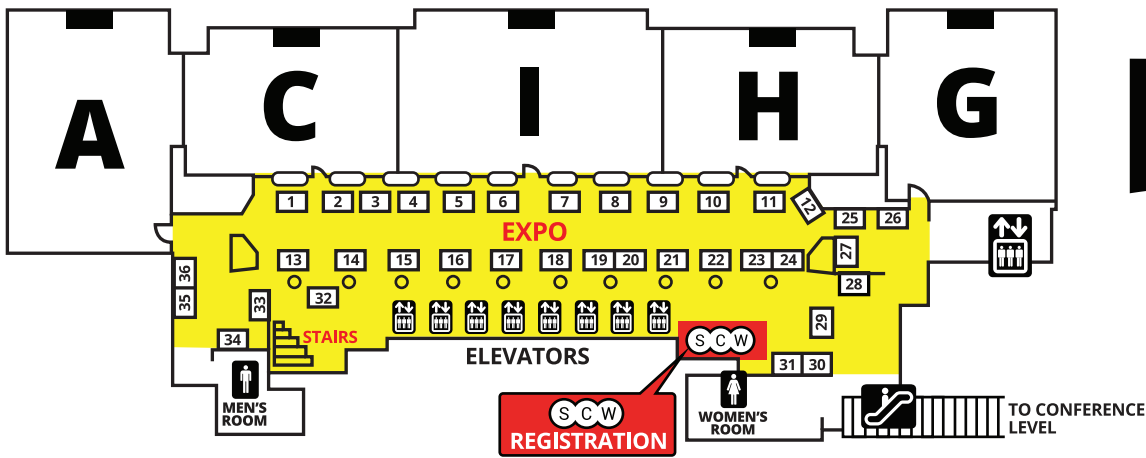 A
C
I
H
G
1
2
3
4
5
6
7
8
9
10
11
12
25
26
EXPO
13
14
15
16
17
18
19
20
21
22
23
24
27
28
36
35
33
32
29
34
STAIRS
ELEVATORS
S C W
31
30
MEN'S
ROOM
S C W
REGISTRATION
WOMEN'S
ROOM
TO CONFERENCE
LEVEL